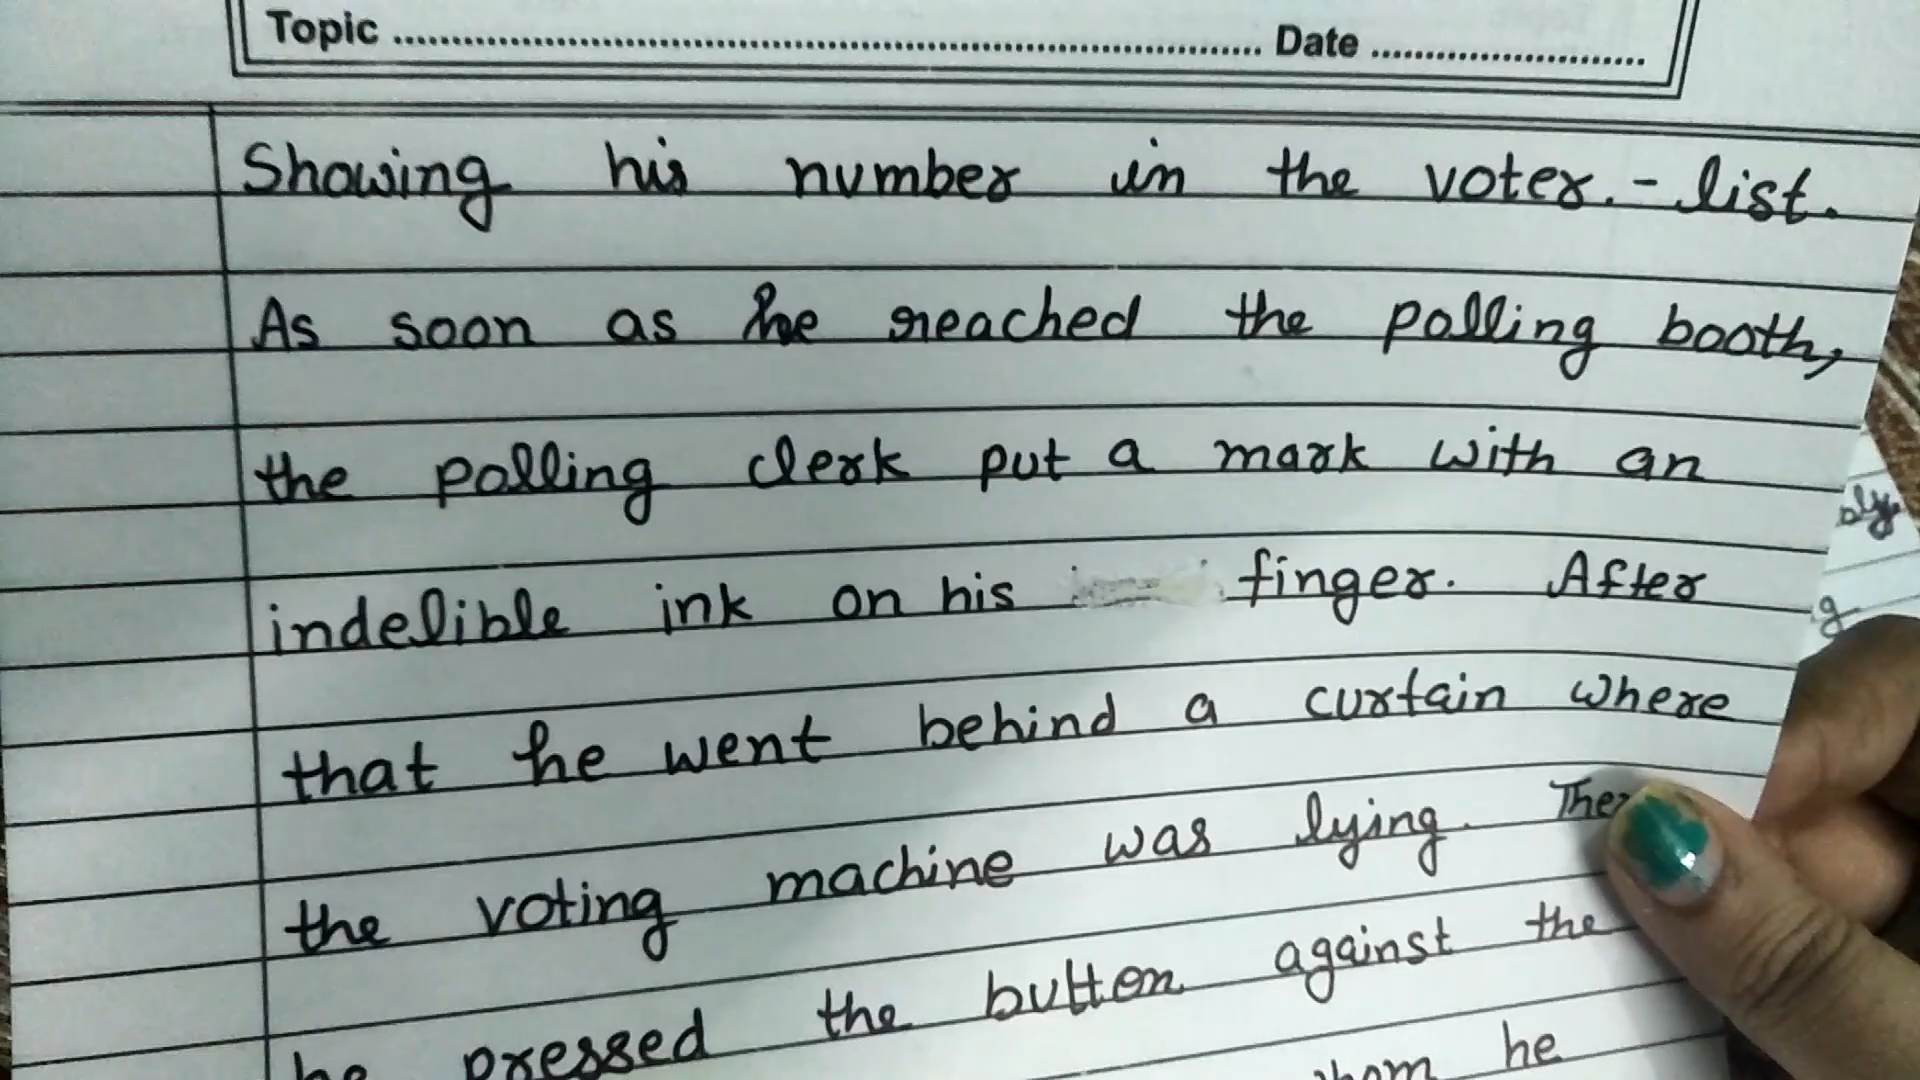 Topic Date
Showing his number in the voter.-list.
As soon as he reached the polling booth,
the polling clerk put a mark with an
indelible ink on his finger. After
that he went behind a curtain where
the voting machine was lying.
he pressed the button against the
he